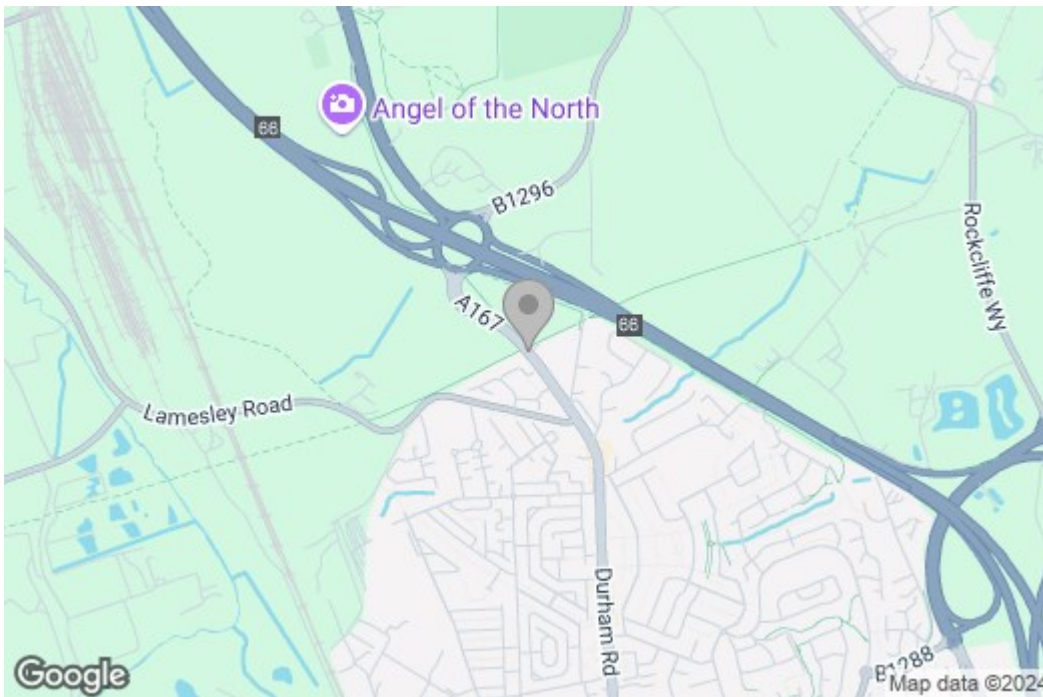 Angel of the North
66
B1296
Rockcliffe Wy
A167
66
Lamesley Road
Durham Rd
B1288
Google
Map data ©2024